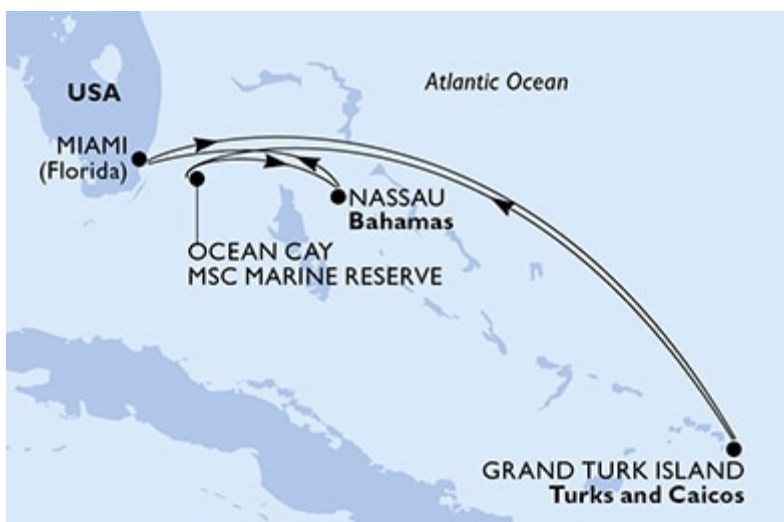 Atlantic Ocean
USA
MIAMI
(Florida)
NASSAU
Bahamas
OCEAN CAY
MSC MARINE RESERVE
GRAND TURK ISLAND
Turks and Caicos